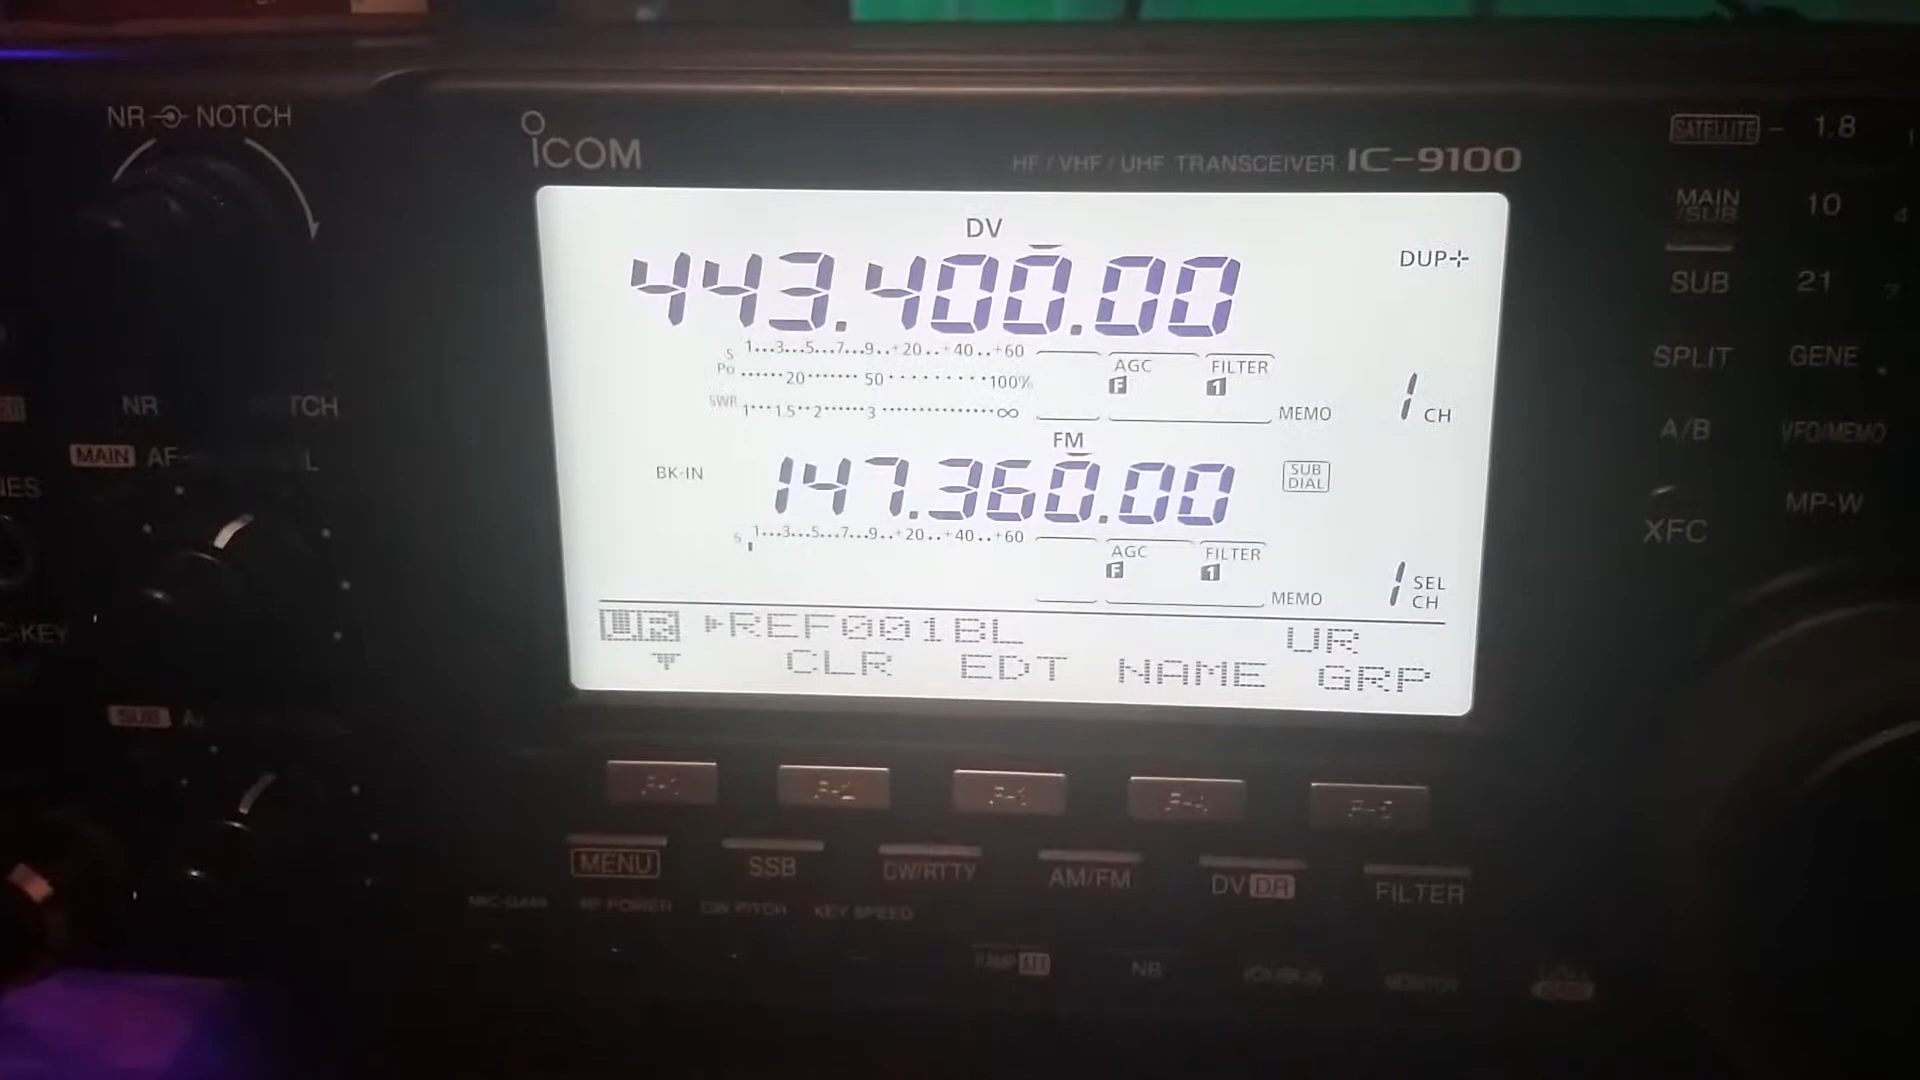 NR NOTCH
ICOM
HF / VHF / UHF TRANSCEIVER IC-9100
SATELLITE 1.8
MAIN /SUB 10 4
SUB 21
SPLIT GENE
A/B VFO/MEMO
XFC MP-W
DV
443.400.00 DUP+
S 1...3...5...7...9..+20..+40..+60
Po 20 50 100%
SWR 1 1.5 2 3 ∞
AGC F FILTER 1 MEMO 1 CH
FM
BK-IN 147.360.00 SUB DIAL
S 1...3...5...7...9..+20..+40..+60
AGC F FILTER 1 MEMO 1 SEL CH
UR REF001BL UR
CLR EDT NAME GRP
NR TCH
MAIN AF L
C-KEY
SUB
MENU SSB CW/RTTY AM/FM DV DR FILTER
MIC GAIN RF POWER CW PITCH KEY SPEED
P.AMP ATT NB MONITOR